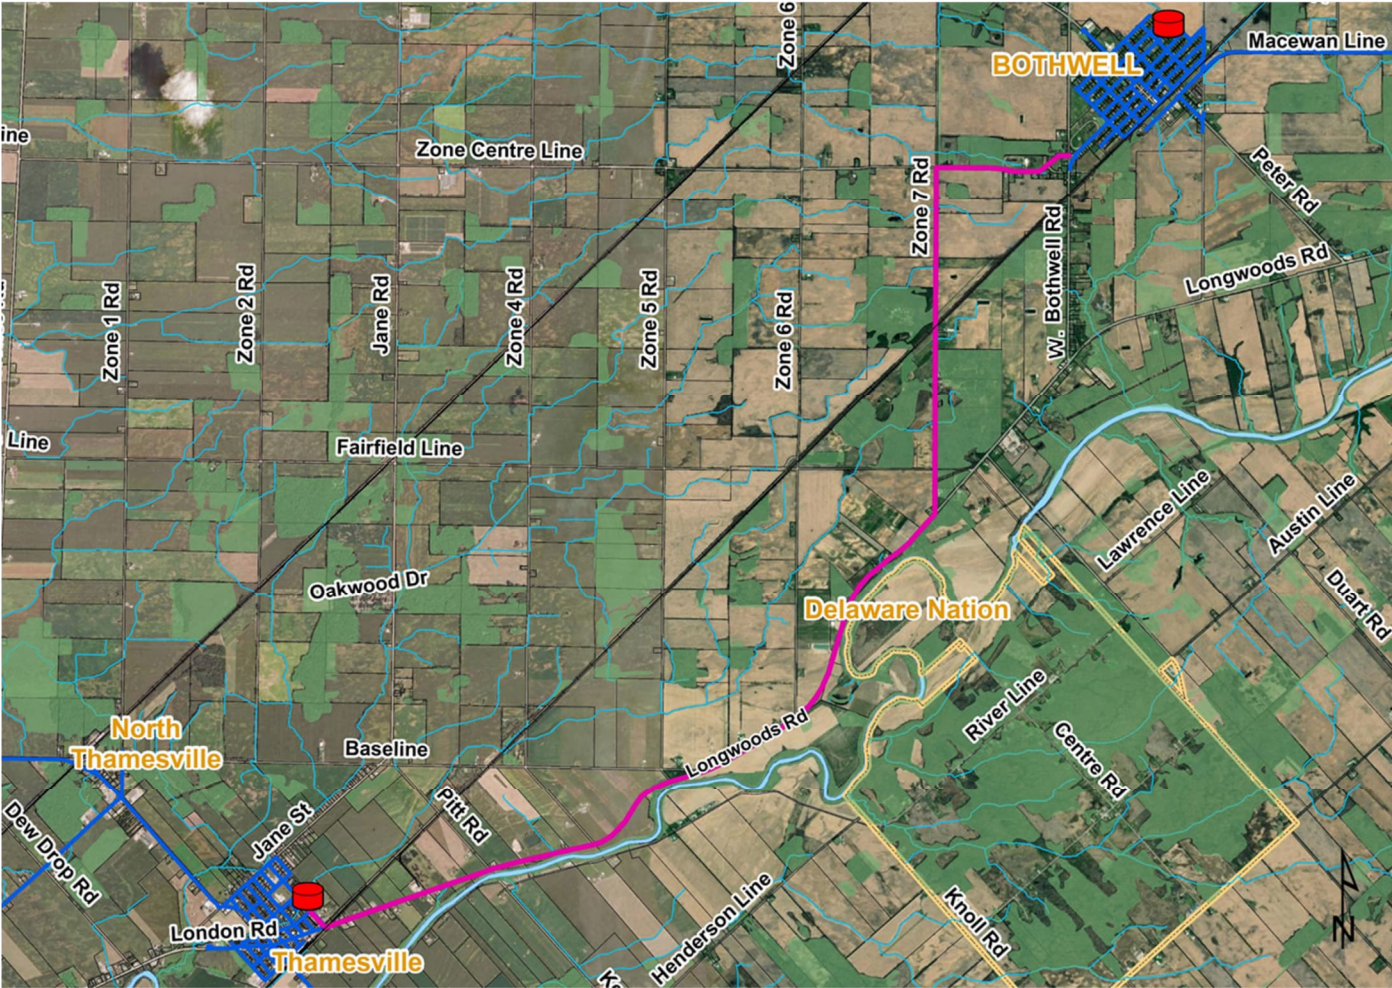 Zone 6
Macewan Line
BOTHWELL
ine
Zone Centre Line
Peter Rd
Zone 7 Rd
W. Bothwell Rd
Longwoods Rd
Zone 1 Rd
Zone 2 Rd
Jane Rd
Zone 4 Rd
Zone 5 Rd
Zone 6 Rd
Line
Fairfield Line
Lawrence Line
Austin Line
Oakwood Dr
Duart Rd
Delaware Nation
River Line
Centre Rd
North
Thamesville
Baseline
Longwoods Rd
Pitt Rd
Jane St
Dew Drop Rd
Knoll Rd
Henderson Line
London Rd
Thamesville
N